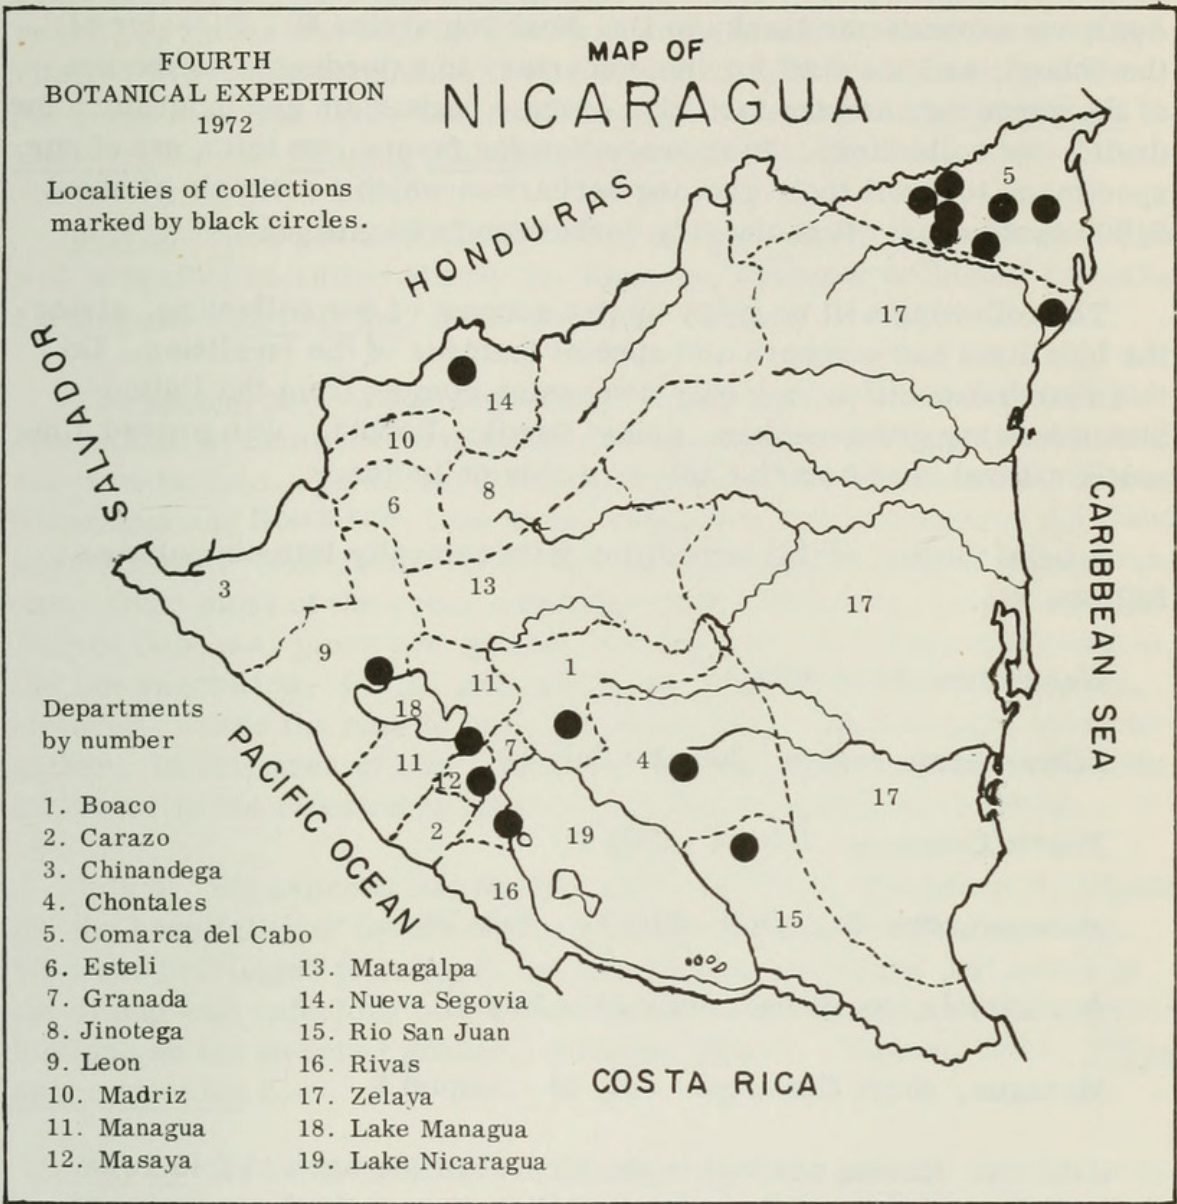 FOURTH
BOTANICAL EXPEDITION
1972
Localities of collections
marked by black circles.
MAP OF
NICARAGUA
HONDURAS
SALVADOR
CARIBBEAN SEA
PACIFIC OCEAN
COSTA RICA
5
17
14
10
6
8
3
13
17
9
1
11
18
7
11
12
4
17
2
19
16
15
Departments
by number
1. Boaco
2. Carazo
3. Chinandega
4. Chontales
5. Comarca del Cabo
6. Esteli
7. Granada
8. Jinotega
9. Leon
10. Madriz
11. Managua
12. Masaya
13. Matagalpa
14. Nueva Segovia
15. Rio San Juan
16. Rivas
17. Zelaya
18. Lake Managua
19. Lake Nicaragua